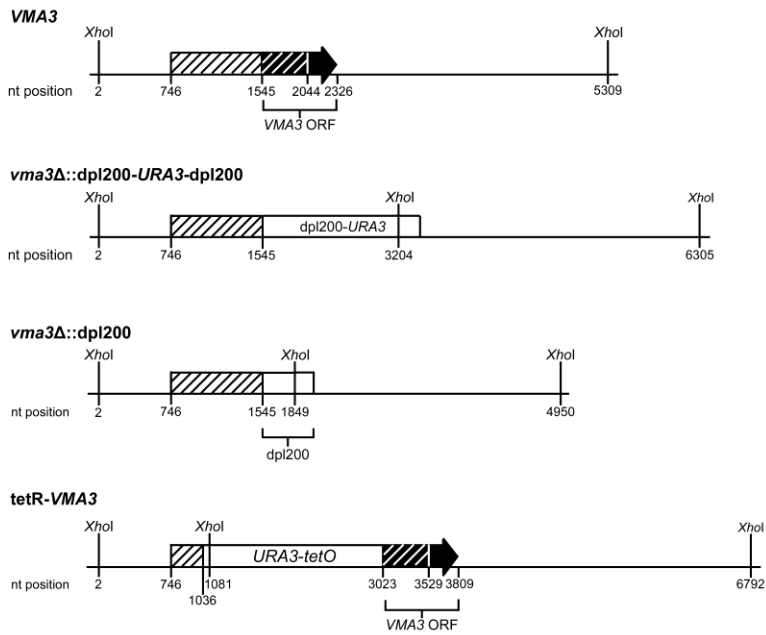 VMA3
XhoI XhoI
nt position 2 746 1545 2044 2326 5309
VMA3 ORF
vma3Δ::dpl200-URA3-dpl200
XhoI XhoI XhoI
dpl200-URA3
nt position 2 746 1545 3204 6305
vma3Δ::dpl200
XhoI XhoI XhoI
nt position 2 746 1545 1849 4950
dpl200
tetR-VMA3
XhoI XhoI XhoI
URA3-tetO
nt position 2 746 1081 3023 3529 3809 6792
1036
VMA3 ORF